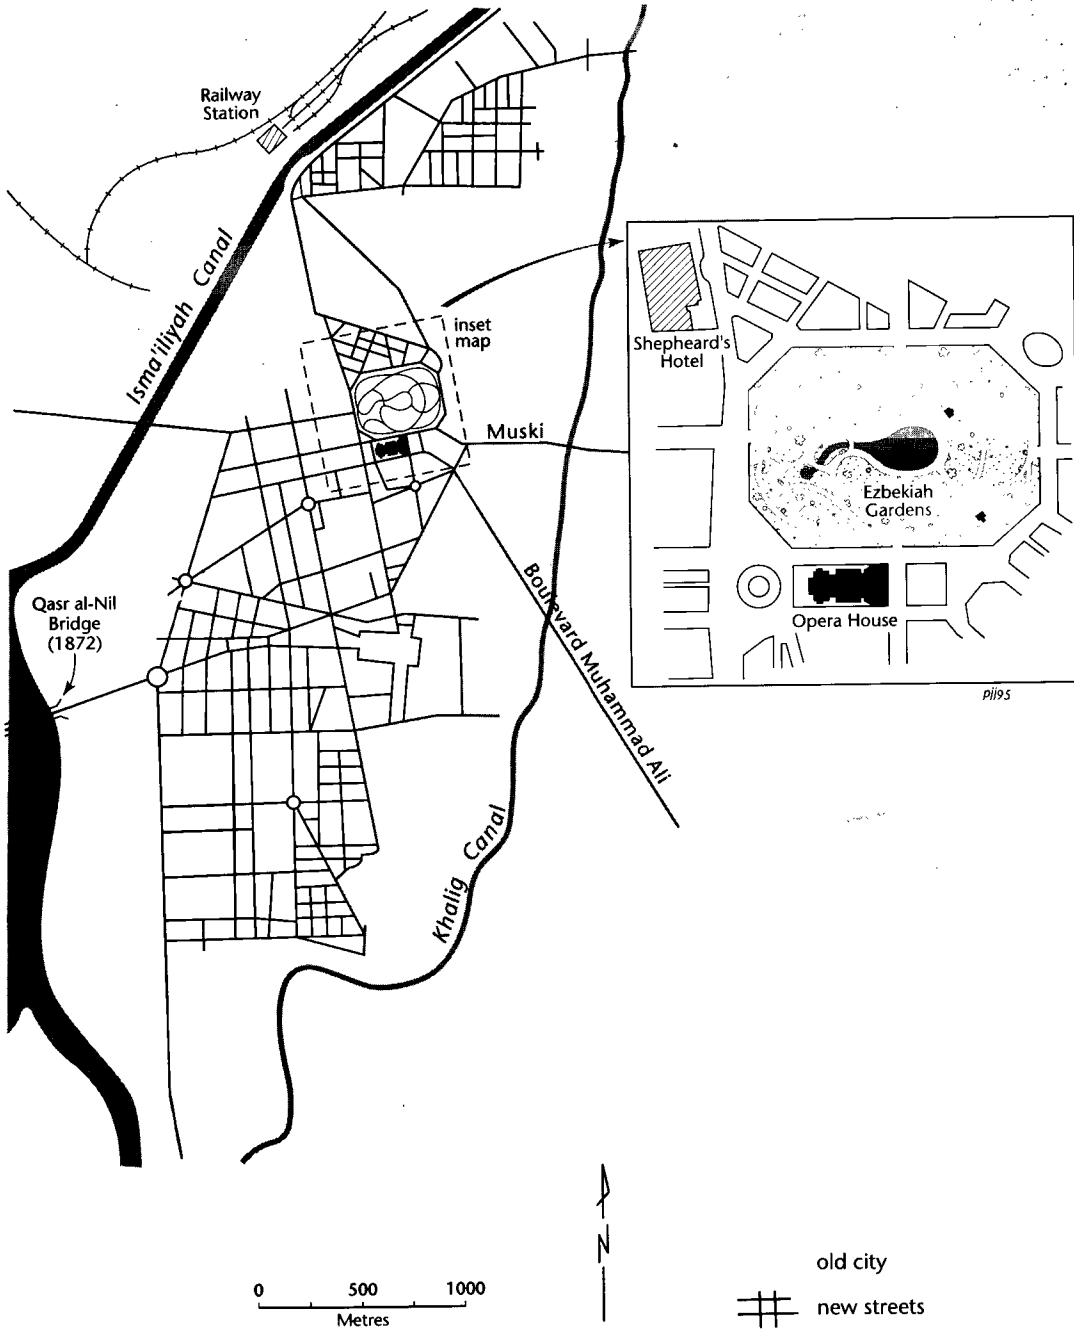 Railway
Station
Isma'iliyah Canal
inset
map
Shepheard's
Hotel
Muski
Ezbekiah
Gardens
Qasr al-Nil
Bridge
(1872)
Boulevard Muhammad Ali
Opera House
pjj95
Khalig Canal
N
old city
0 500 1000
Metres
new streets